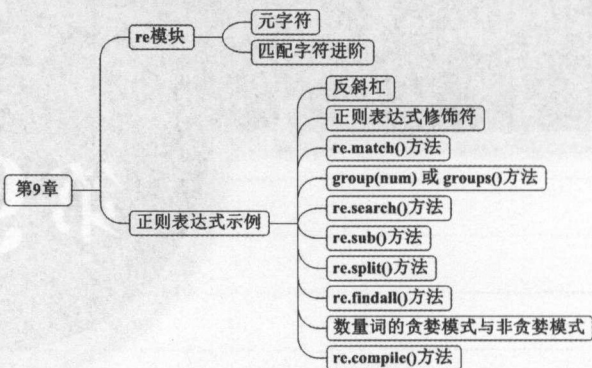 第9章
re模块
元字符
匹配字符进阶
正则表达式示例
反斜杠
正则表达式修饰符
re.match()方法
group(num) 或 groups()方法
re.search()方法
re.sub()方法
re.split()方法
re.findall()方法
数量词的贪婪模式与非贪婪模式
re.compile()方法